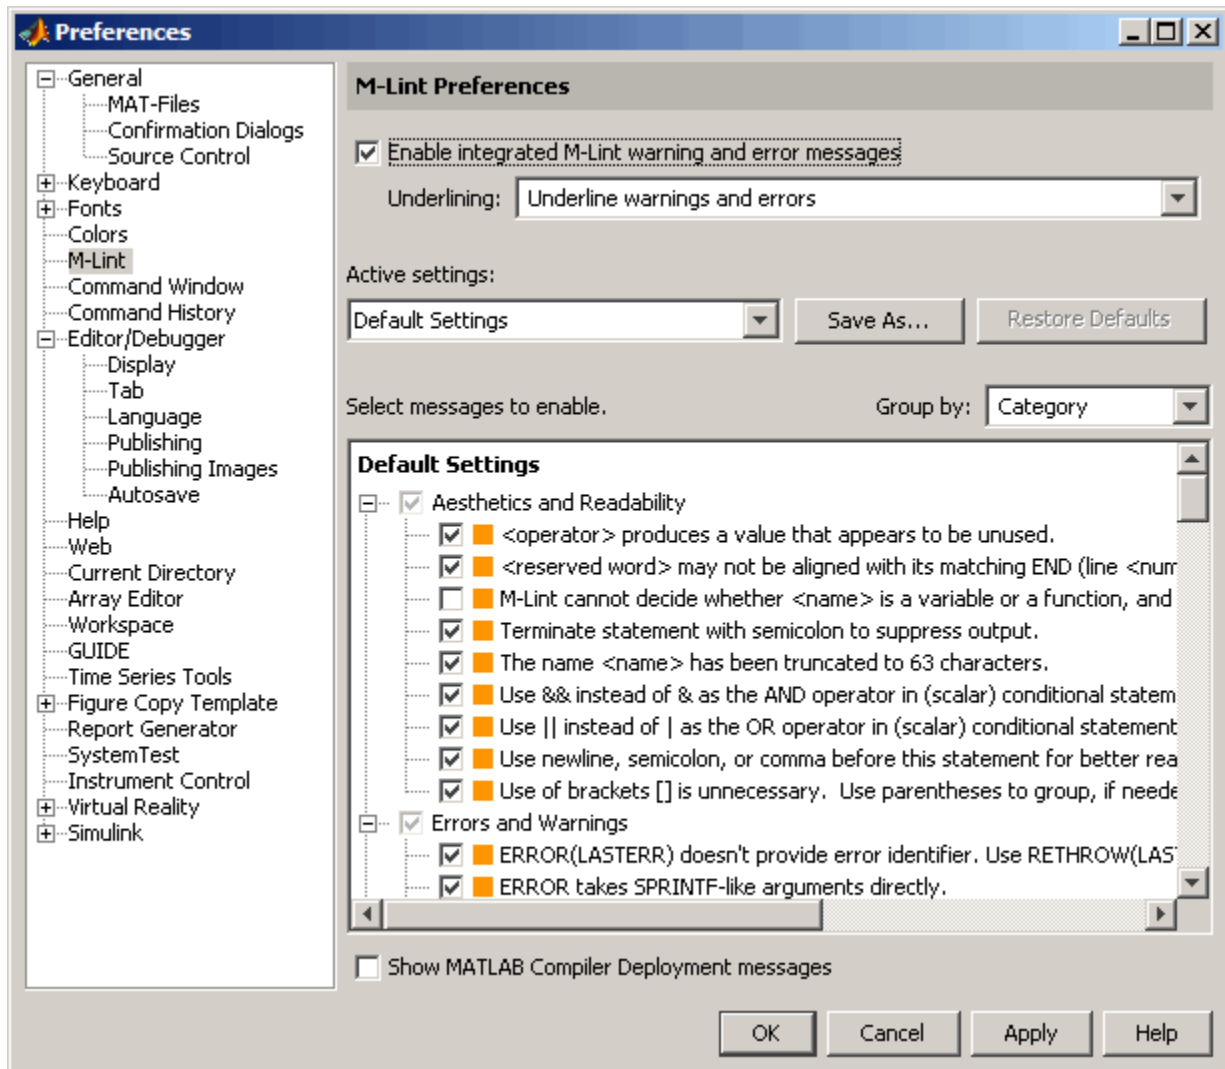 Preferences
General
MAT-Files
Confirmation Dialogs
Source Control
Keyboard
Fonts
Colors
M-Lint
Command Window
Command History
Editor/Debugger
Display
Tab
Language
Publishing
Publishing Images
Autosave
Help
Web
Current Directory
Array Editor
Workspace
GUIDE
Time Series Tools
Figure Copy Template
Report Generator
SystemTest
Instrument Control
Virtual Reality
Simulink
M-Lint Preferences
Enable integrated M-Lint warning and error messages
Underlining: Underline warnings and errors
Active settings:
Default Settings Save As... Restore Defaults
Select messages to enable. Group by: Category
Default Settings
Aesthetics and Readability
<operator> produces a value that appears to be unused.
<reserved word> may not be aligned with its matching END (line <num
M-Lint cannot decide whether <name> is a variable or a function, and
Terminate statement with semicolon to suppress output.
The name <name> has been truncated to 63 characters.
Use && instead of & as the AND operator in (scalar) conditional statem
Use || instead of | as the OR operator in (scalar) conditional statement
Use newline, semicolon, or comma before this statement for better rea
Use of brackets [] is unnecessary. Use parentheses to group, if neede
Errors and Warnings
ERROR(LASTERR) doesn't provide error identifier. Use RETHROW(LAST
ERROR takes SPRINTF-like arguments directly.
Show MATLAB Compiler Deployment messages
OK Cancel Apply Help